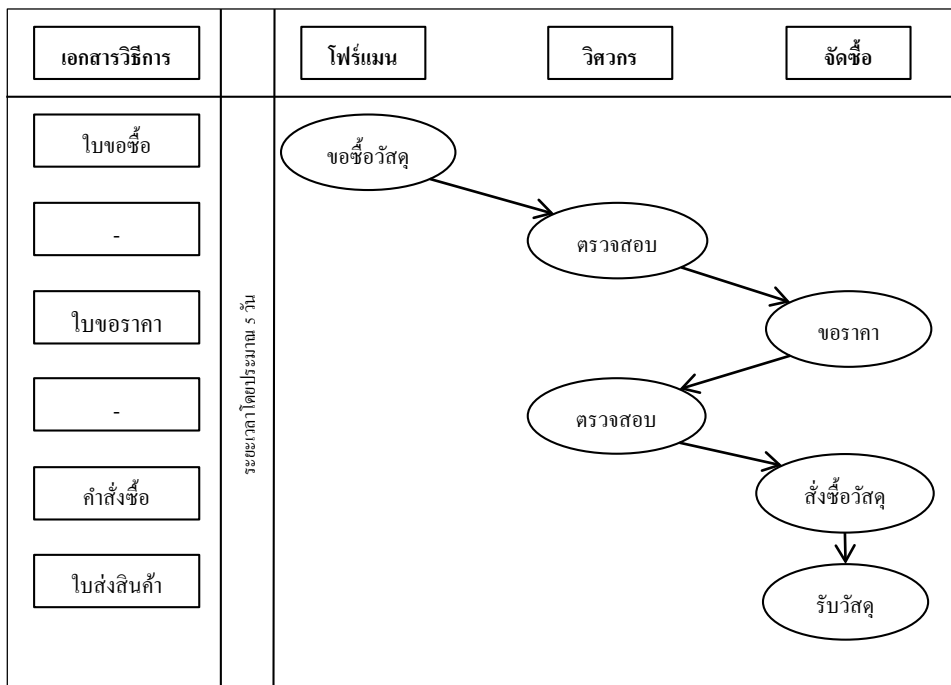 เอกสารวิธีการ
โฟร์แมน
วิศวกร
จัดซื้อ
ใบขอซื้อ
ขอซื้อวัสดุ
-
ตรวจสอบ
ใบขอราคา
ขอราคา
-
ตรวจสอบ
คำสั่งซื้อ
สั่งซื้อวัสดุ
ใบส่งสินค้า
รับวัสดุ
ระยะเวลาโดยประมาณ 5 วัน